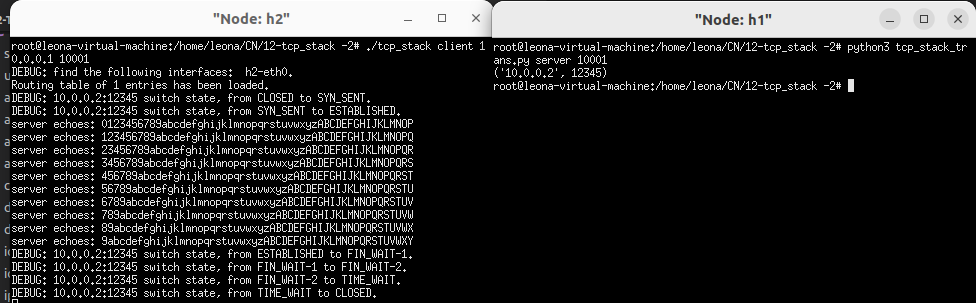 "Node: h2"
root@leona-virtual-machine:/home/leona/CN/12-tcp_stack -2# ./tcp_stack client 1
0.0.0.1 10001
DEBUG: find the following interfaces:  h2-eth0.
Routing table of 1 entries has been loaded.
DEBUG: 10.0.0.2:12345 switch state, from CLOSED to SYN_SENT.
DEBUG: 10.0.0.2:12345 switch state, from SYN_SENT to ESTABLISHED.
server echoes: 0123456789abcdefghijklmnopqrstuvwxyzABCDEFGHIJKLMNOP
server echoes: 123456789abcdefghijklmnopqrstuvwxyzABCDEFGHIJKLMNOPQ
server echoes: 23456789abcdefghijklmnopqrstuvwxyzABCDEFGHIJKLMNOPQR
server echoes: 3456789abcdefghijklmnopqrstuvwxyzABCDEFGHIJKLMNOPQRS
server echoes: 456789abcdefghijklmnopqrstuvwxyzABCDEFGHIJKLMNOPQRST
server echoes: 56789abcdefghijklmnopqrstuvwxyzABCDEFGHIJKLMNOPQRSTU
server echoes: 6789abcdefghijklmnopqrstuvwxyzABCDEFGHIJKLMNOPQRSTUV
server echoes: 789abcdefghijklmnopqrstuvwxyzABCDEFGHIJKLMNOPQRSTUVW
server echoes: 89abcdefghijklmnopqrstuvwxyzABCDEFGHIJKLMNOPQRSTUVWX
server echoes: 9abcdefghijklmnopqrstuvwxyzABCDEFGHIJKLMNOPQRSTUVWXY
DEBUG: 10.0.0.2:12345 switch state, from ESTABLISHED to FIN_WAIT-1.
DEBUG: 10.0.0.2:12345 switch state, from FIN_WAIT-1 to FIN_WAIT-2.
DEBUG: 10.0.0.2:12345 switch state, from FIN_WAIT-2 to TIME_WAIT.
DEBUG: 10.0.0.2:12345 switch state, from TIME_WAIT to CLOSED.
"Node: h1"
root@leona-virtual-machine:/home/leona/CN/12-tcp_stack -2# python3 tcp_stack_tr
ans.py server 10001
('10.0.0.2', 12345)
root@leona-virtual-machine:/home/leona/CN/12-tcp_stack -2#